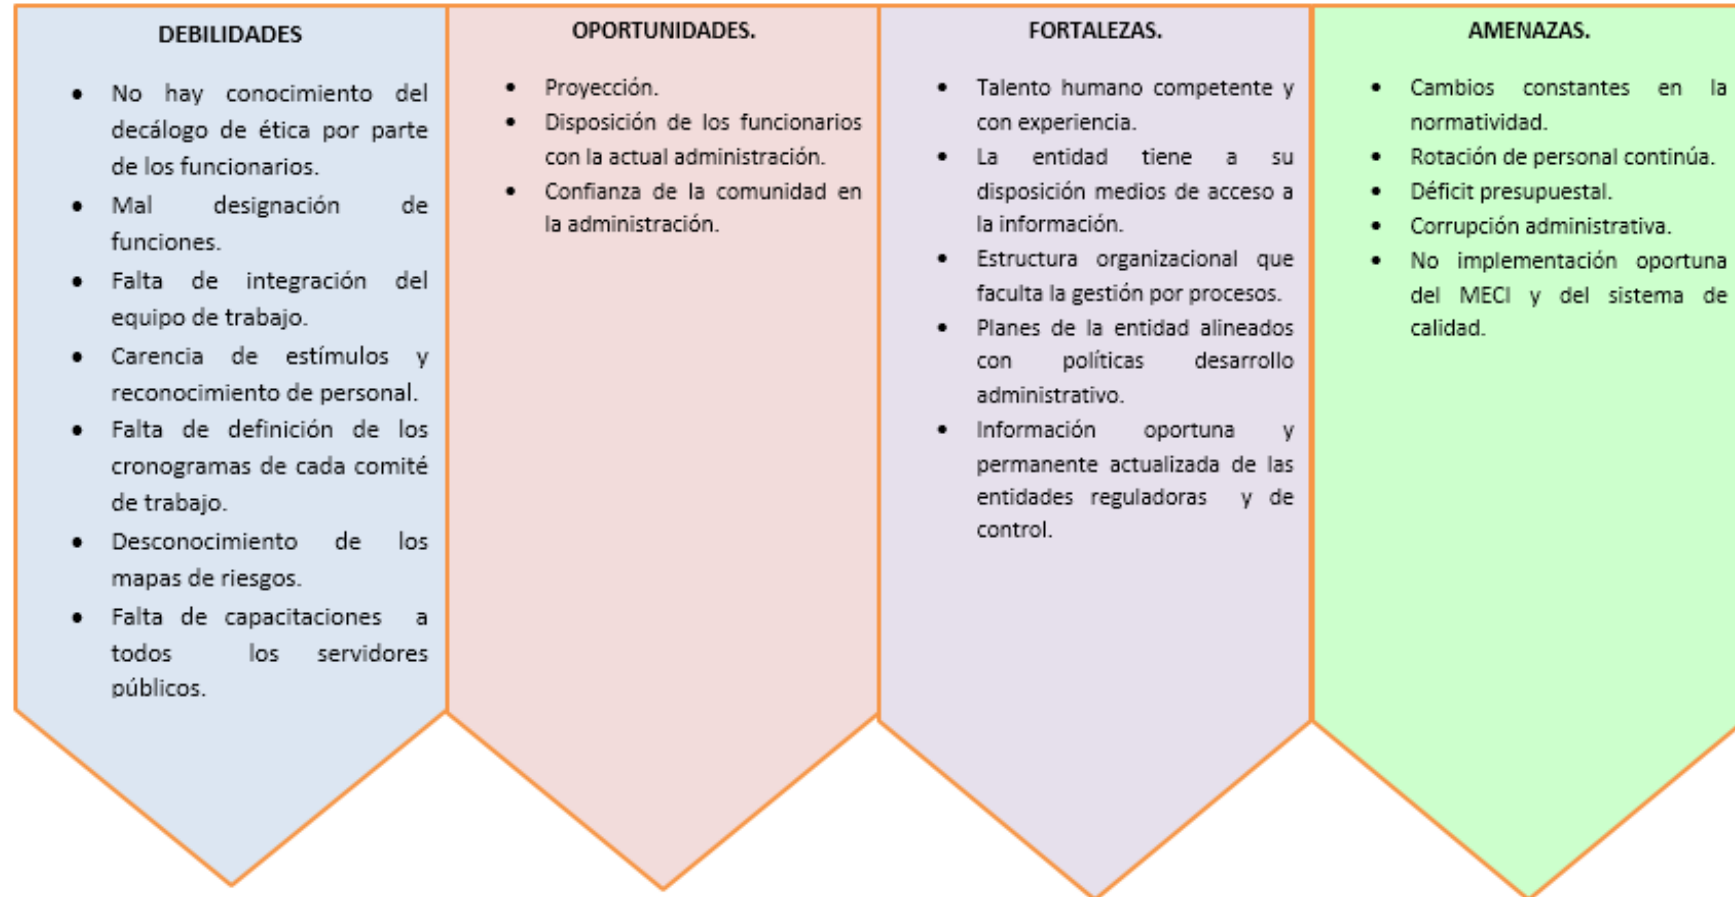 DEBILIDADES
• No hay conocimiento del
decálogo de ética por parte
de los funcionarios.
• Mal designación de
funciones.
• Falta de integración del
equipo de trabajo.
• Carencia de estímulos y
reconocimiento de personal.
• Falta de definición de los
cronogramas de cada comité
de trabajo.
• Desconocimiento de los
mapas de riesgos.
• Falta de capacitaciones a
todos los servidores
públicos.
OPORTUNIDADES.
• Proyección.
• Disposición de los funcionarios
con la actual administración.
• Confianza de la comunidad en
la administración.
FORTALEZAS.
• Talento humano competente y
con experiencia.
• La entidad tiene a su
disposición medios de acceso a
la información.
• Estructura organizacional que
faculta la gestión por procesos.
• Planes de la entidad alineados
con políticas desarrollo
administrativo.
• Información oportuna y
permanente actualizada de las
entidades reguladoras y de
control.
AMENAZAS.
• Cambios constantes en la
normatividad.
• Rotación de personal continúa.
• Déficit presupuestal.
• Corrupción administrativa.
• No implementación oportuna
del MECI y del sistema de
calidad.